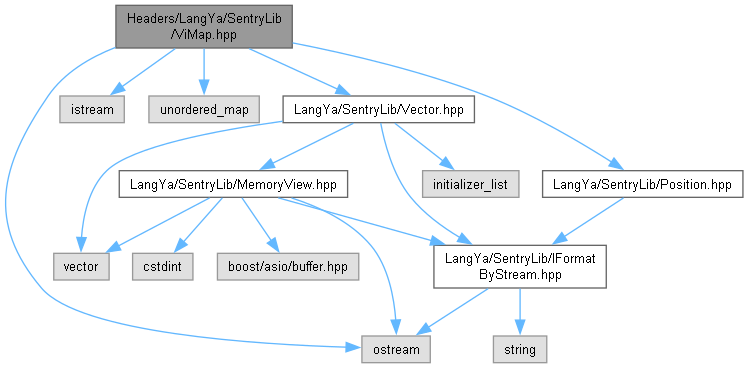 Headers/LangYa/SentryLib
/ViMap.hpp
istream
unordered_map
LangYa/SentryLib/Vector.hpp
LangYa/SentryLib/MemoryView.hpp
initializer_list
LangYa/SentryLib/Position.hpp
vector
cstdint
boost/asio/buffer.hpp
LangYa/SentryLib/IFormat
ByStream.hpp
ostream
string